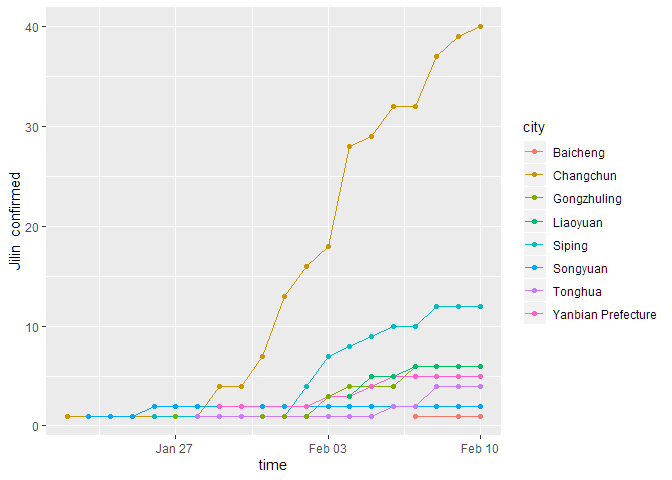 40
30
20
10
0
Jilin confirmed
Jan 27
Feb 03
Feb 10
time
city
Baicheng
Changchun
Gongzhuling
Liaoyuan
Siping
Songyuan
Tonghua
Yanbian Prefecture